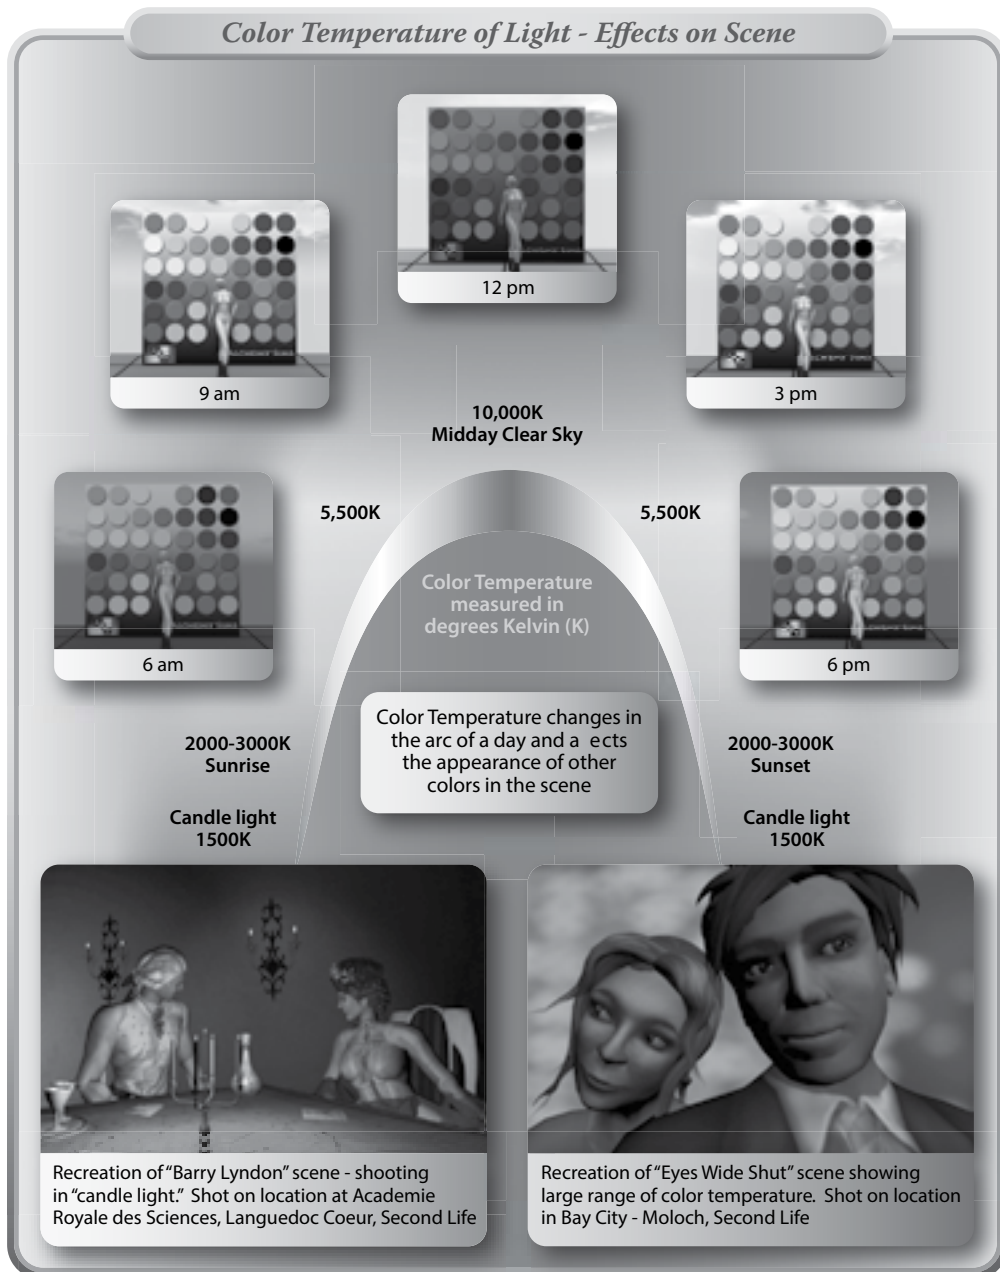 Color Temperature of Light - Effects on Scene
12 pm
9 am
3 pm
10,000K
Midday Clear Sky
5,500K
5,500K
Color Temperature
measured in
degrees Kelvin (K)
6 am
6 pm
Color Temperature changes in
the arc of a day and a ects
the appearance of other
colors in the scene
2000-3000K
Sunrise
2000-3000K
Sunset
Candle light
1500K
Candle light
1500K
Recreation of “Barry Lyndon” scene - shooting
in “candle light.” Shot on location at Academie
Royale des Sciences, Languedoc Coeur, Second Life
Recreation of “Eyes Wide Shut” scene showing
large range of color temperature. Shot on location
in Bay City - Moloch, Second Life